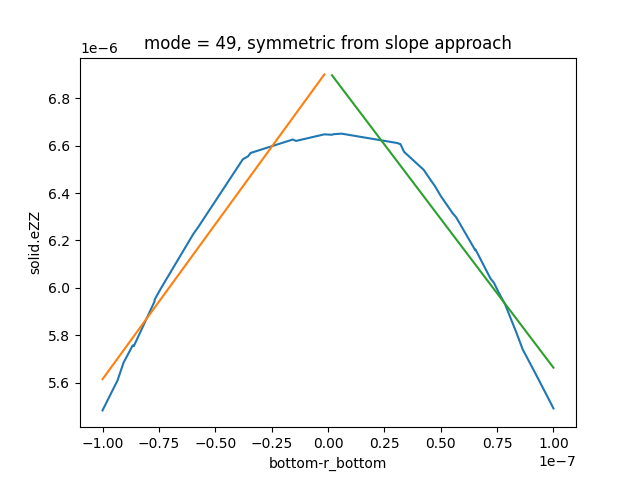 mode = 49, symmetric from slope approach
1e−6
6.8
6.6
6.4
6.2
6.0
5.8
5.6
solid.eZZ
−1.00 −0.75 −0.50 −0.25 0.00 0.25 0.50 0.75 1.00
bottom-r_bottom
1e−7